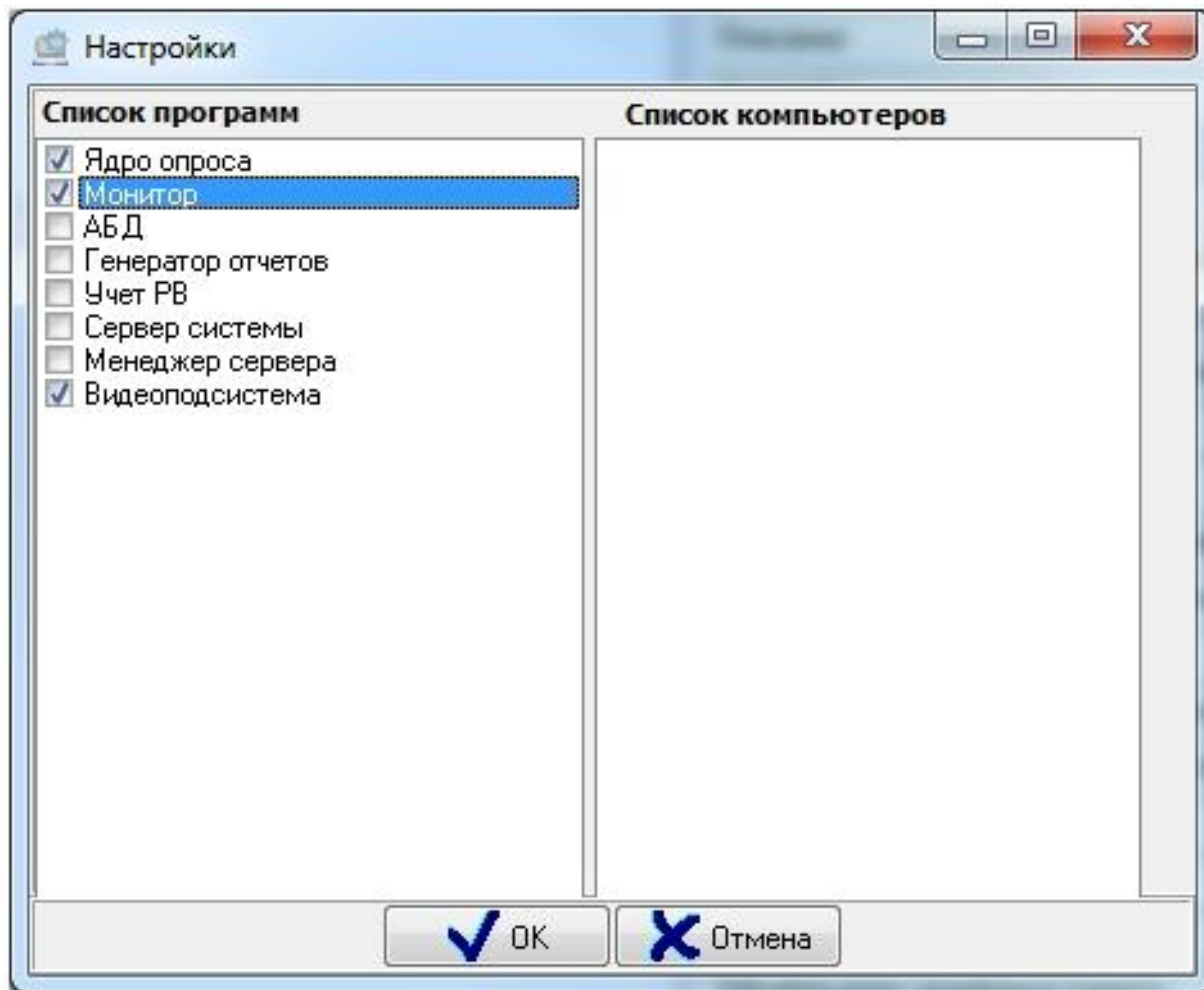 Настройки
Список программ
Список компьютеров
Ядро опроса
Монитор
АБД
Генератор отчетов
Учет РВ
Сервер системы
Менеджер сервера
Видеоподсистема
OK
Отмена